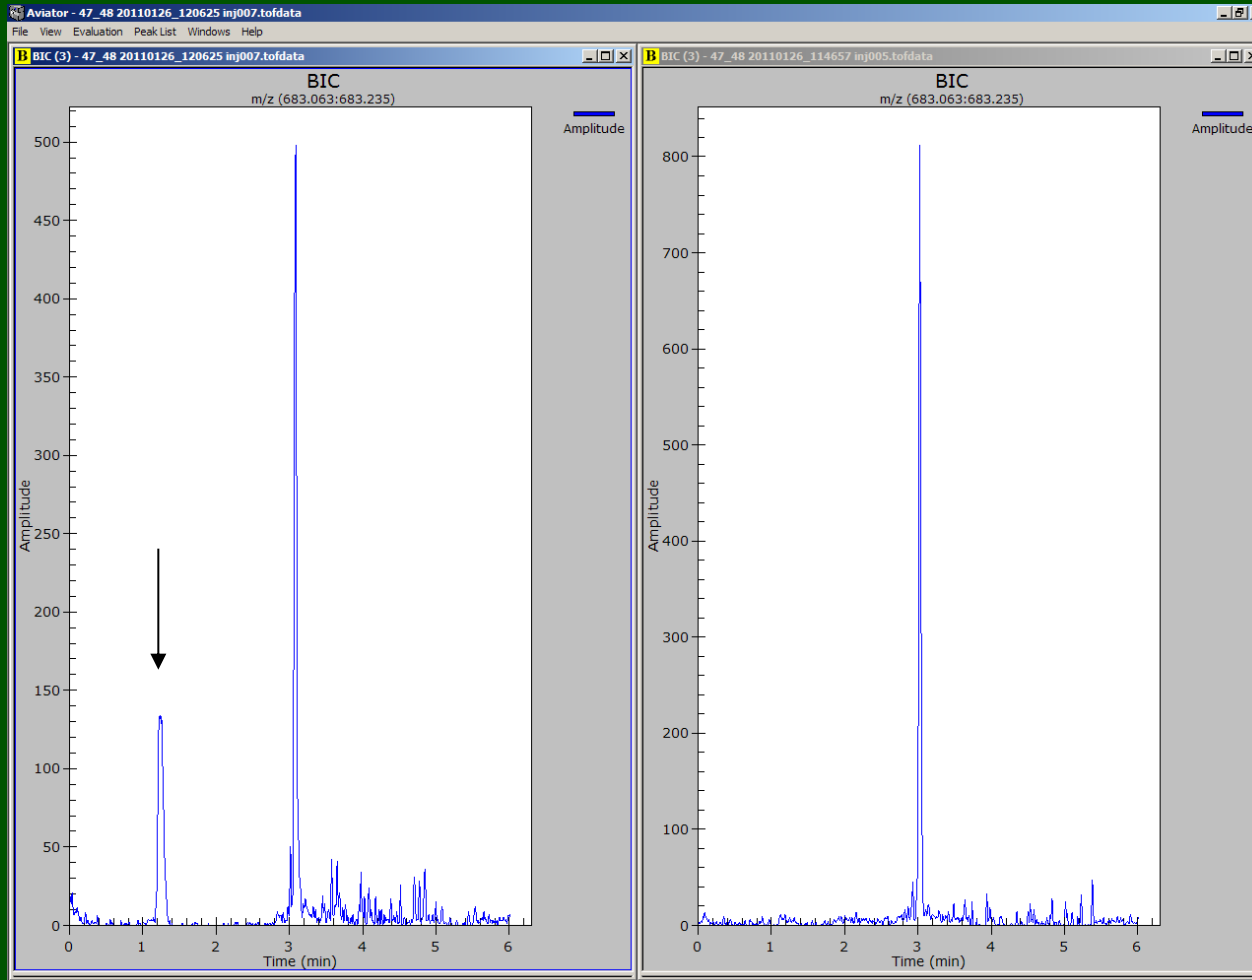 Aviator - 47_48 20110126_120625 inj007.tofdata
File View Evaluation Peak List Windows Help
B BIC (3) - 47_48 20110126_120625 inj007.tofdata
BIC
m/z (683.063:683.235)
Amplitude
500
450
400
350
300
250
200
150
100
50
0
Amplitude
0 1 2 3 4 5 6
Time (min)
B BIC (3) - 47_48 20110126_114657 inj005.tofdata
BIC
m/z (683.063:683.235)
Amplitude
800
700
600
500
400
300
200
100
0
Amplitude
0 1 2 3 4 5 6
Time (min)